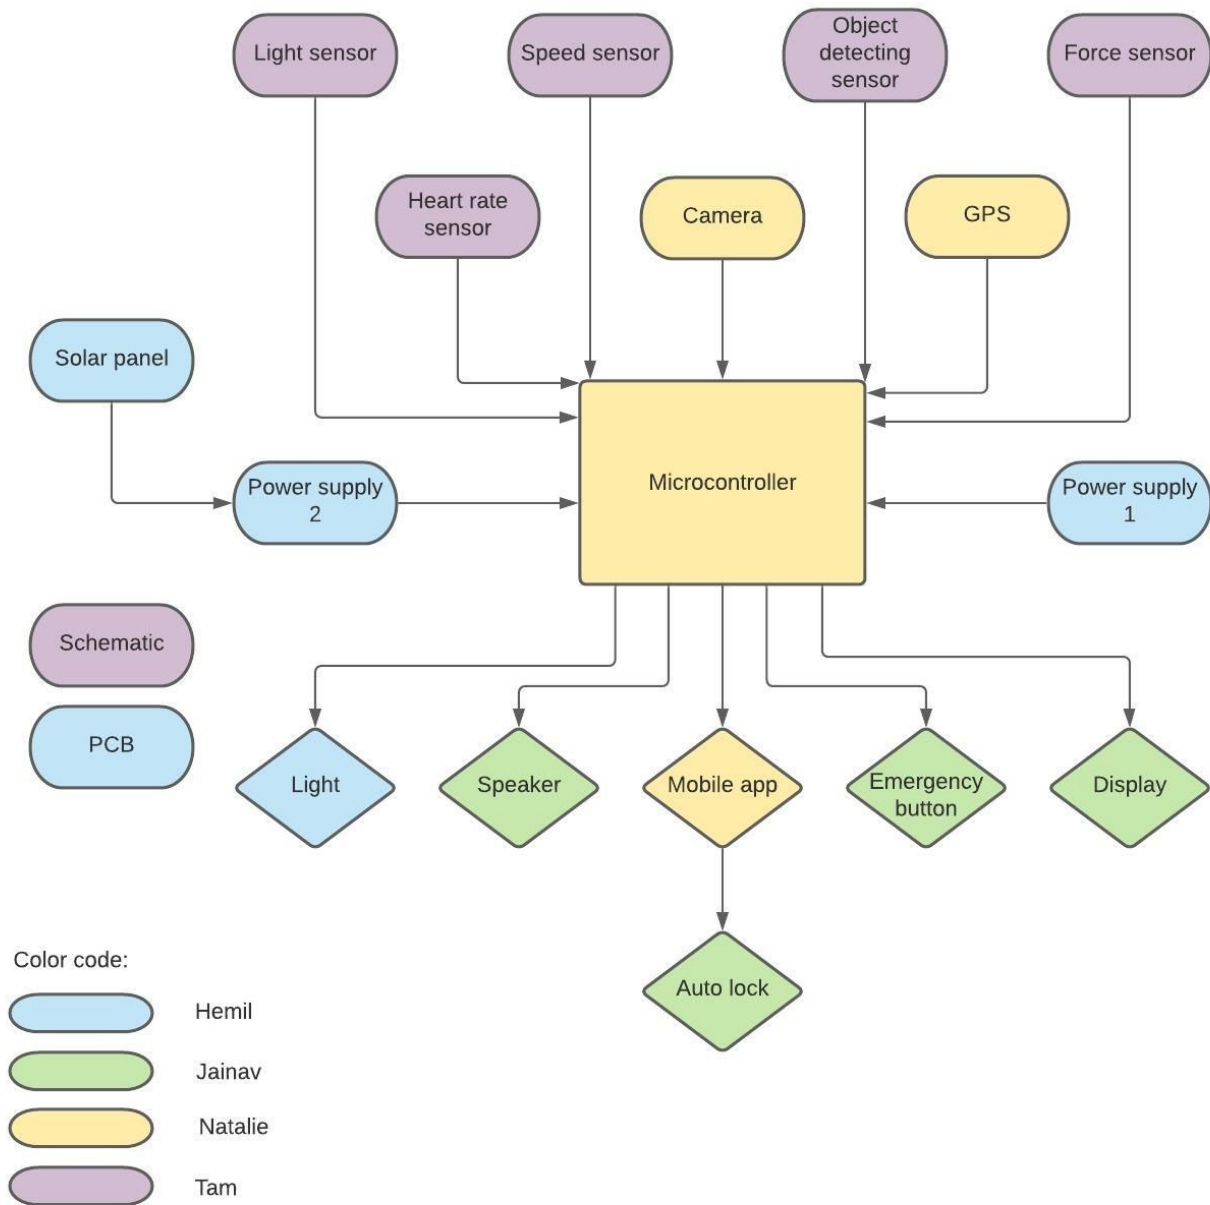 Light sensor
Speed sensor
Object
detecting
sensor
Force sensor
Heart rate
sensor
Camera
GPS
Solar panel
Power supply
2
Microcontroller
Power supply
1
Schematic
PCB
Light
Speaker
Mobile app
Emergency
button
Display
Auto lock
Color code:
Hemil
Jainav
Natalie
Tam